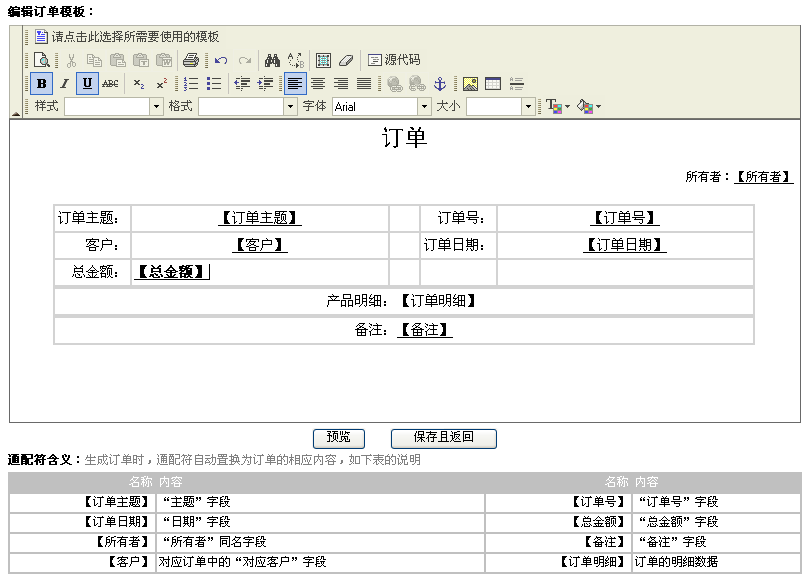 编辑订单模板：
请点击此选择所需要使用的模板
源代码
B I U ABC x₂ x²
样式 格式 字体 Arial 大小
订单
所有者：【所有者】
订单主题： 【订单主题】 订单号： 【订单号】
客户： 【客户】 订单日期： 【订单日期】
总金额： 【总金额】
产品明细：【订单明细】
备注：【备注】
预览 保存且返回
通配符含义：生成订单时，通配符自动置换为订单的相应内容，如下表的说明
名称 内容 名称 内容
【订单主题】 “主题”字段 【订单号】 “订单号”字段
【订单日期】 “日期”字段 【总金额】 “总金额”字段
【所有者】 “所有者”同名字段 【备注】 “备注”字段
【客户】 对应订单中的“对应客户”字段 【订单明细】 订单的明细数据